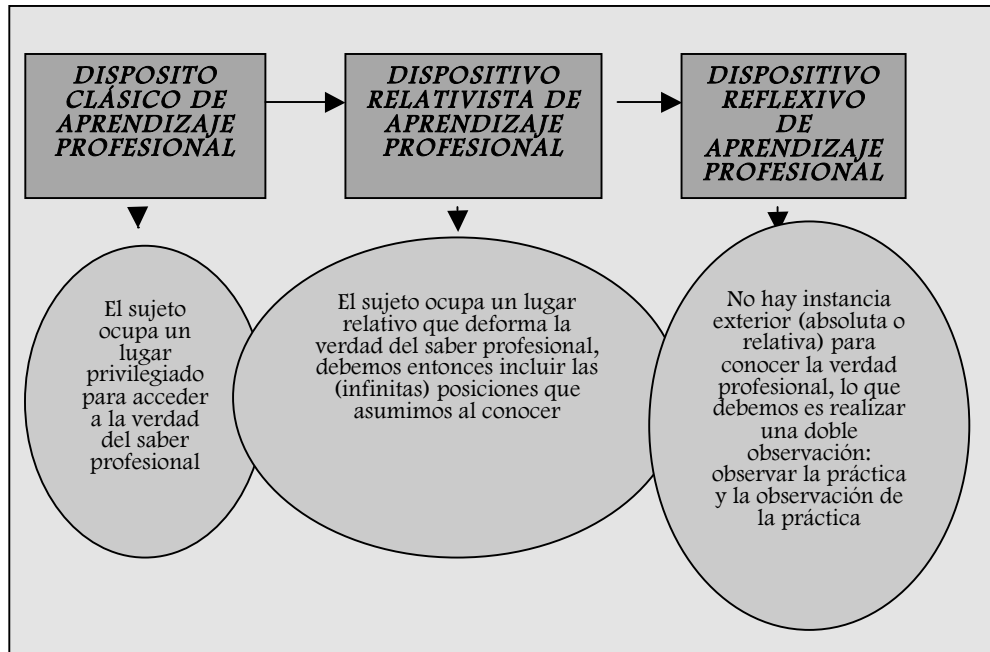 DISPOSITO
CLÁSICO DE
APRENDIZAJE
PROFESIONAL
DISPOSITIVO
RELATIVISTA DE
APRENDIZAJE
PROFESIONAL
DISPOSITIVO
REFLEXIVO
DE
APRENDIZAJE
PROFESIONAL
El sujeto
ocupa un
lugar
privilegiado
para acceder
a la verdad
del saber
profesional
El sujeto ocupa un lugar
relativo que deforma la
verdad del saber profesional,
debemos entonces incluir las
(infinitas) posiciones que
asumimos al conocer
No hay instancia
exterior (absoluta o
relativa) para
conocer la verdad
profesional, lo que
debemos es realizar
una doble
observación:
observar la práctica
y la observación de
la práctica